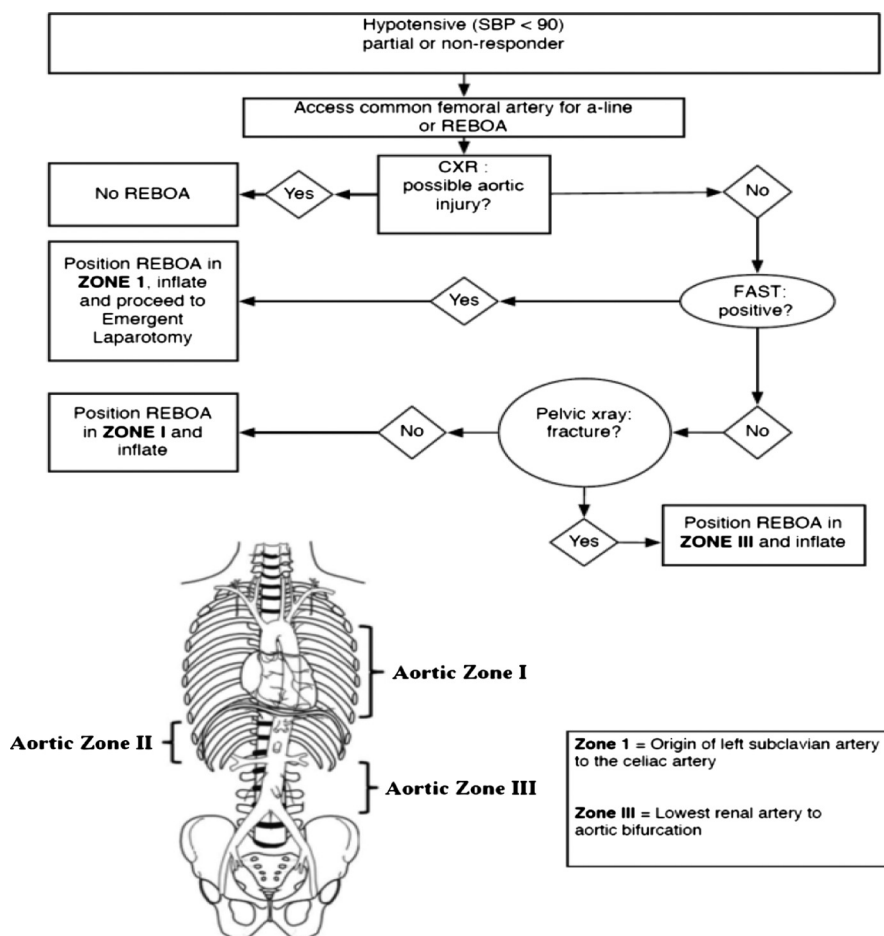 Hypotensive (SBP < 90)
partial or non-responder
Access common femoral artery for a-line
or REBOA
CXR :
possible aortic
injury?
Yes
No REBOA
No
Position REBOA in
ZONE 1, inflate
and proceed to
Emergent
Laparotomy
Yes
FAST:
positive?
Position REBOA
in ZONE I and
inflate
No
Pelvic xray:
fracture?
No
Yes
Position REBOA in
ZONE III and inflate
Aortic Zone I
Aortic Zone II
Aortic Zone III
Zone 1 = Origin of left subclavian artery
to the celiac artery
Zone III = Lowest renal artery to
aortic bifurcation